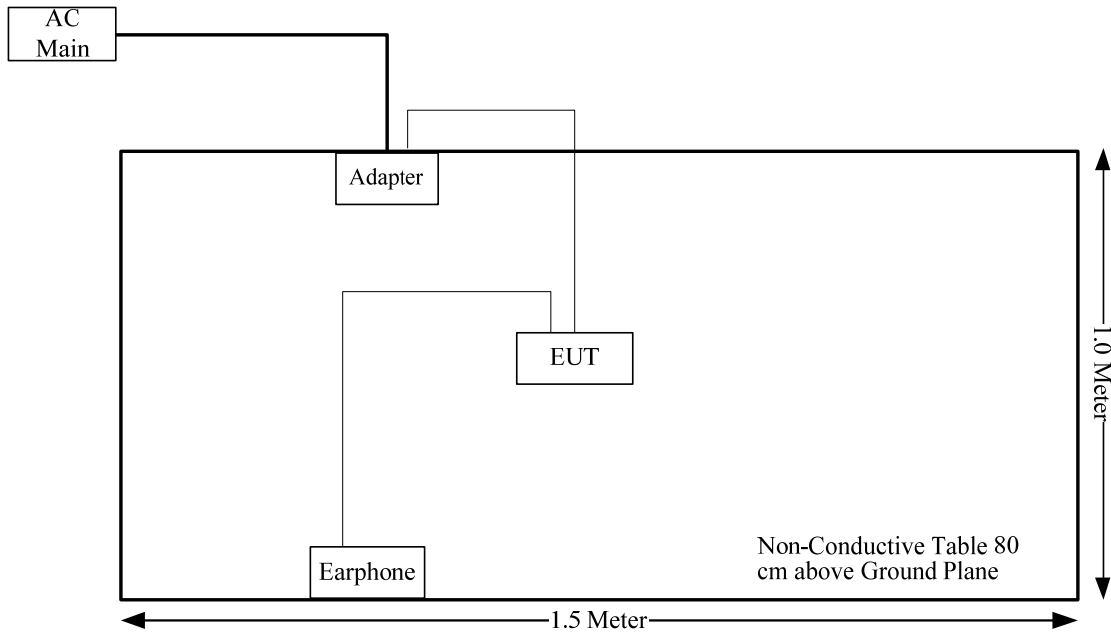 AC
Main
Adapter
EUT
1.0 Meter
Non-Conductive Table 80
cm above Ground Plane
Earphone
1.5 Meter